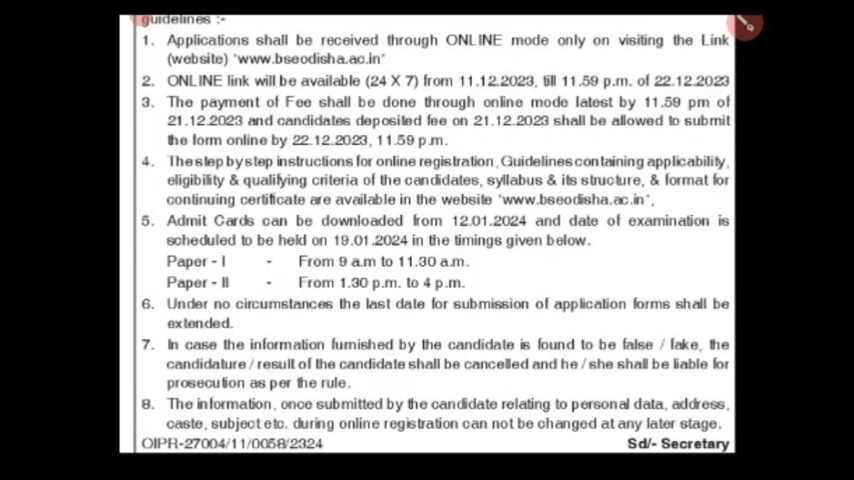 guidelines :-
1. Applications shall be received through ONLINE mode only on visiting the Link
(website) "www.bseodisha.ac.in"
2. ONLINE link will be available (24 X 7) from 11.12.2023, till 11.59 p.m. of 22.12.2023
3. The payment of Fee shall be done through online mode latest by 11.59 pm of
21.12.2023 and candidates deposited fee on 21.12.2023 shall be allowed to submit
the form online by 22.12.2023, 11.59 p.m.
4. The step by step instructions for online registration, Guidelines containing applicability,
eligibility & qualifying criteria of the candidates, syllabus & its structure, & format for
continuing certificate are available in the website "www.bseodisha.ac.in",
5. Admit Cards can be downloaded from 12.01.2024 and date of examination is
scheduled to be held on 19.01.2024 in the timings given below.
Paper - I - From 9 a.m to 11.30 a.m.
Paper - II - From 1.30 p.m. to 4 p.m.
6. Under no circumstances the last date for submission of application forms shall be
extended.
7. In case the information furnished by the candidate is found to be false / fake, the
candidature / result of the candidate shall be cancelled and he / she shall be liable for
prosecution as per the rule.
8. The information, once submitted by the candidate relating to personal data, address,
caste, subject etc. during online registration can not be changed at any later stage.
OIPR-27004/11/0058/2324 Sd/- Secretary